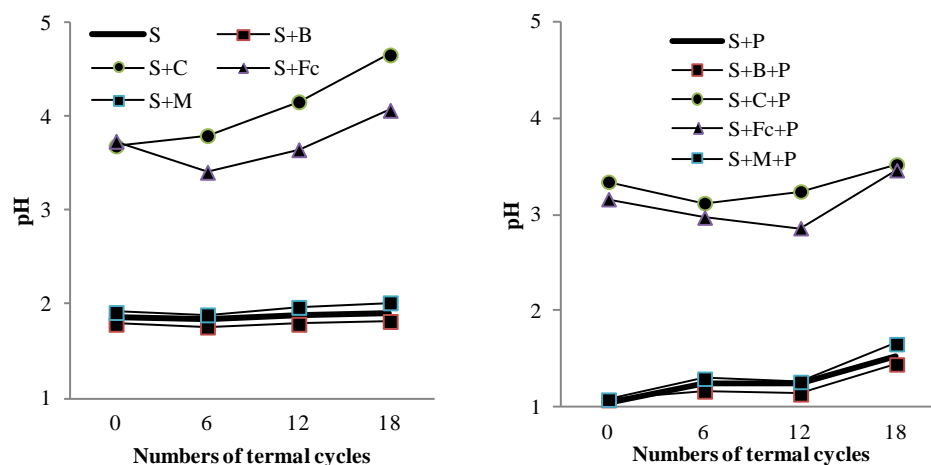 5
4
3
2
1
pH
S
S+B
S+C
S+Fc
S+M
0 6 12 18
Numbers of termal cycles
5
4
3
2
1
pH
S+P
S+B+P
S+C+P
S+Fc+P
S+M+P
0 6 12 18
Numbers of termal cycles